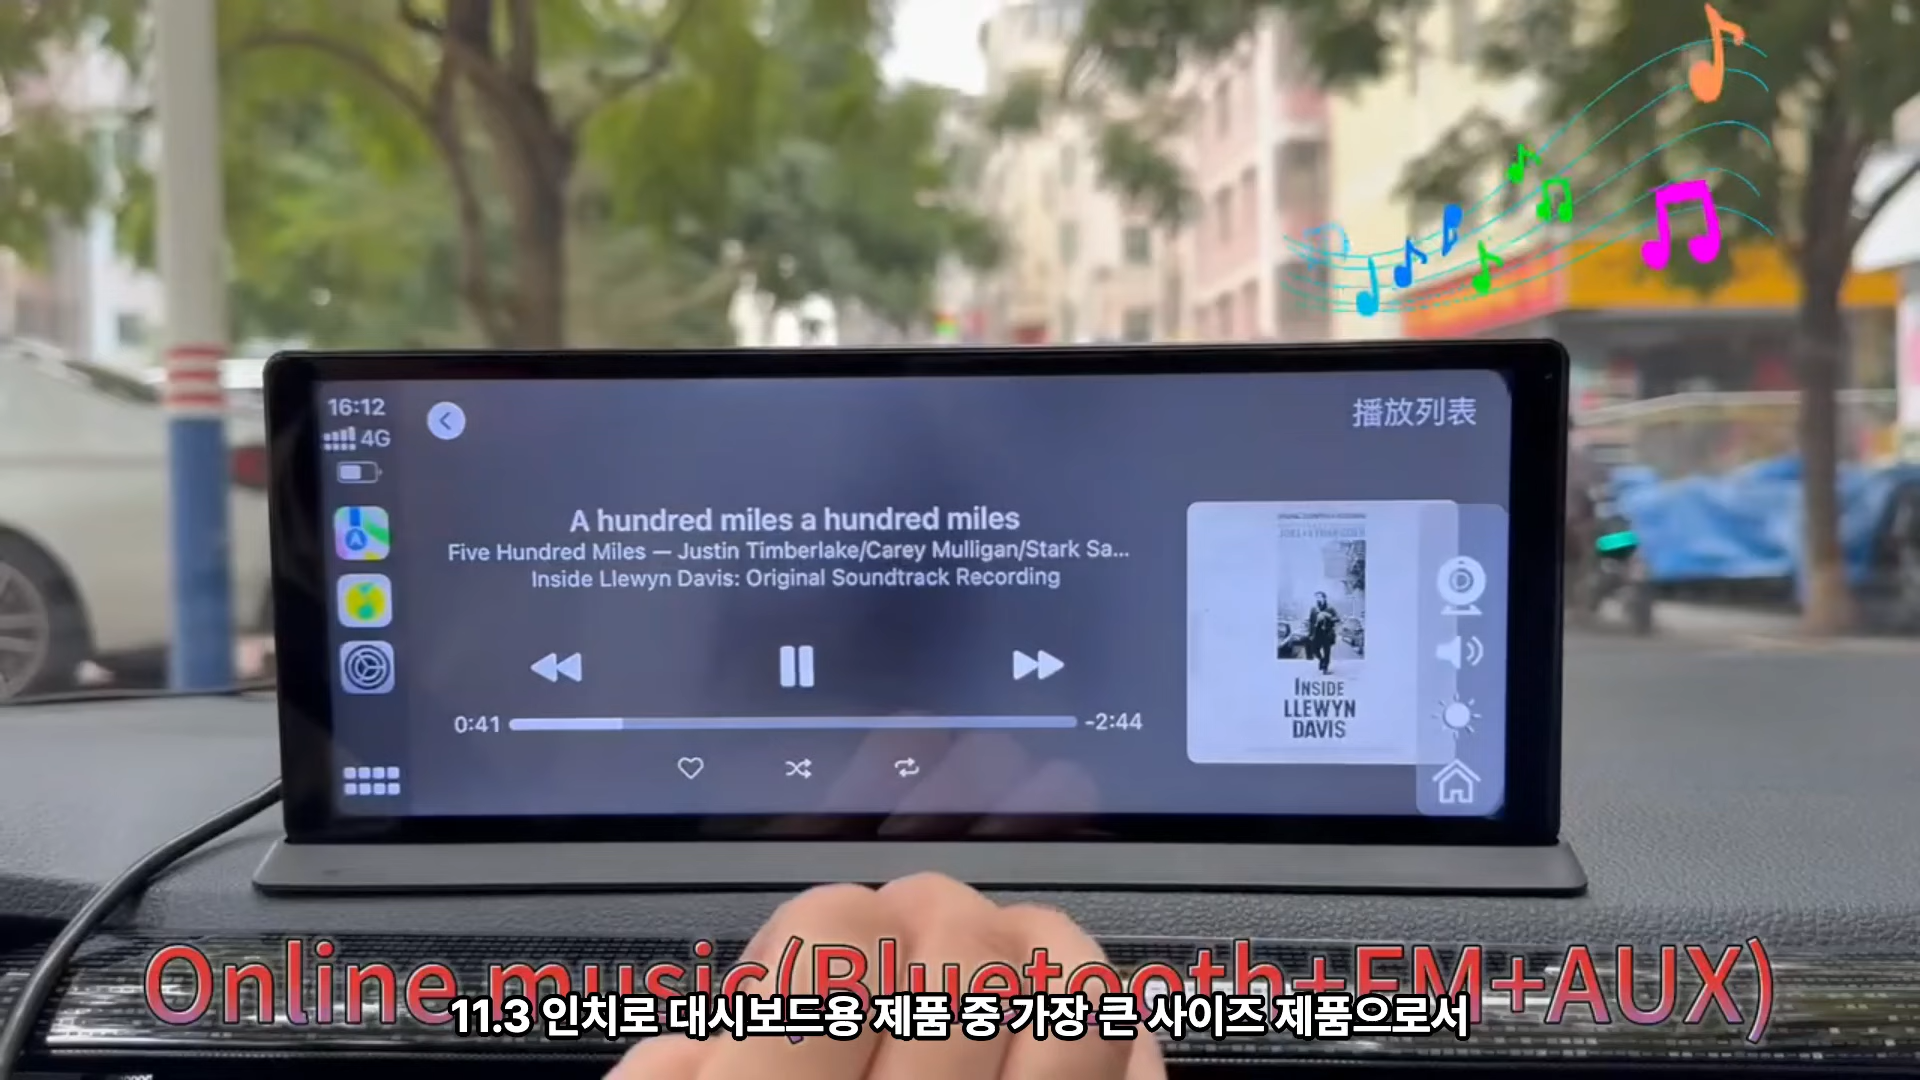 16:12
4G
播放列表
A hundred miles a hundred miles
Five Hundred Miles — Justin Timberlake/Carey Mulligan/Stark Sa...
Inside Llewyn Davis: Original Soundtrack Recording
0:41
-2:44
INSIDE
LLEWYN
DAVIS
Online music(Bluetooth+FM+AUX)
11.3 인치로 대시보드용 제품 중 가장 큰 사이즈 제품으로서